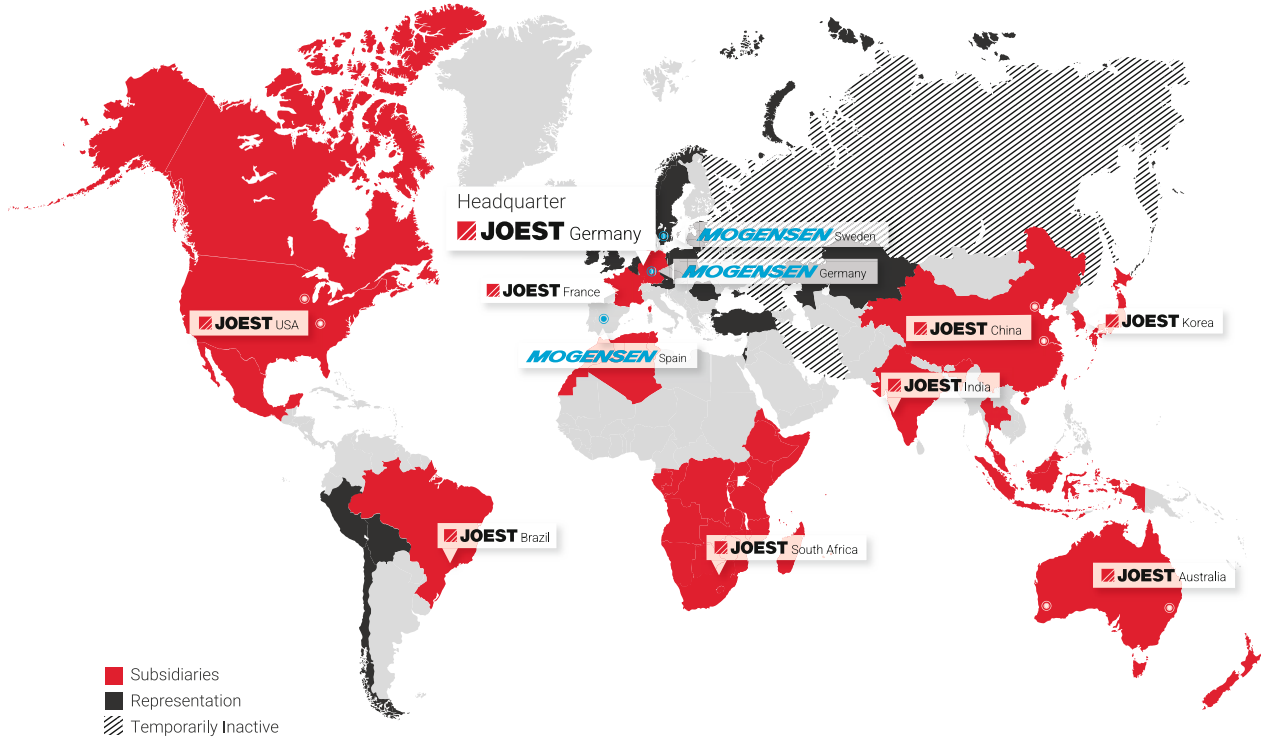 Headquarter
JOEST Germany
MOGENSEN Sweden
MOGENSEN Germany
JOEST France
JOEST USA
JOEST China
JOEST Korea
MOGENSEN Spain
JOEST India
JOEST Brazil
JOEST South Africa
JOEST Australia
Subsidiaries
Representation
Temporarily Inactive